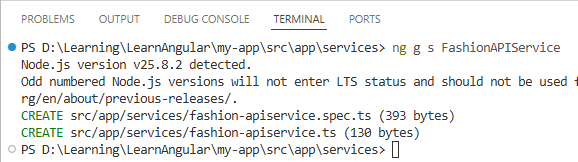 PROBLEMS OUTPUT DEBUG CONSOLE TERMINAL PORTS
PS D:\Learning\LearnAngular\my-app\src\app\services> ng g s FashionAPIService
Node.js version v25.8.2 detected.
Odd numbered Node.js versions will not enter LTS status and should not be used f
rg/en/about/previous-releases/.
CREATE src/app/services/fashion-apiservice.spec.ts (393 bytes)
CREATE src/app/services/fashion-apiservice.ts (130 bytes)
PS D:\Learning\LearnAngular\my-app\src\app\services>